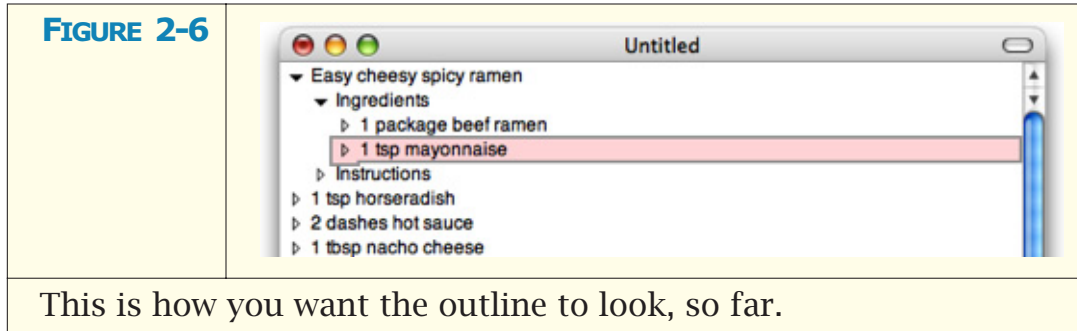 FIGURE 2-6
Untitled
Easy cheesy spicy ramen
Ingredients
1 package beef ramen
1 tsp mayonnaise
Instructions
1 tsp horseradish
2 dashes hot sauce
1 tbsp nacho cheese
This is how you want the outline to look, so far.